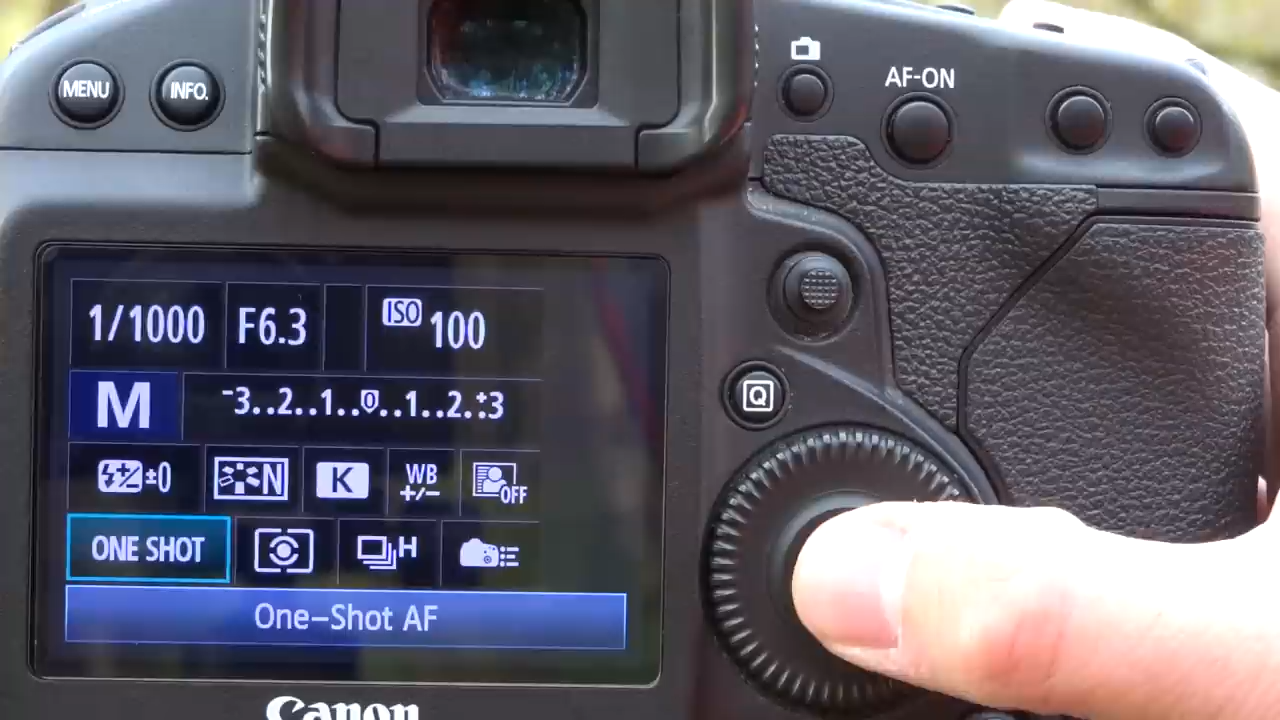 MENU
INFO.
AF-ON
1/1000
F6.3
ISO 100
M
-3..2..1..0..1..2.:+3
±0
N
K
WB
+/-
OFF
ONE SHOT
H
One-Shot AF
Q
Canon